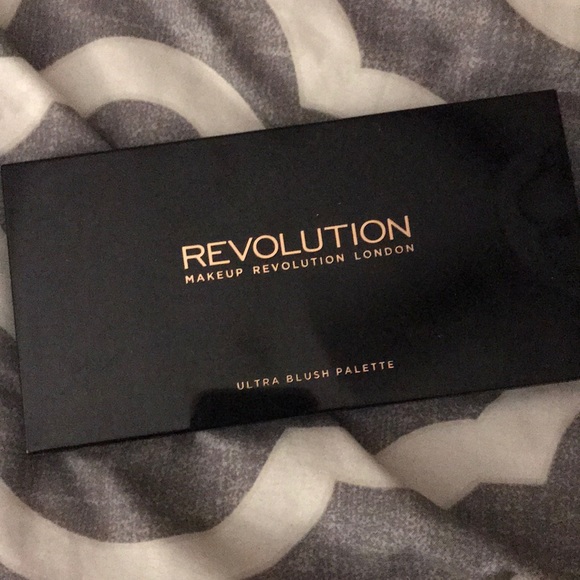 REVOLUTION
MAKEUP REVOLUTION LONDON
ULTRA BLUSH PALETTE